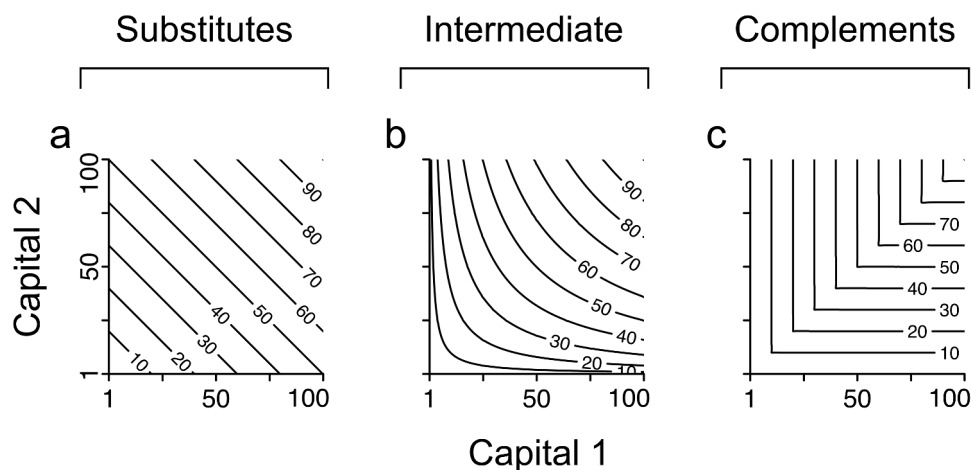 Substitutes Intermediate Complements
a b c
Capital 2
100
50
1
10 20 30 40 50 60 70 80 90
10 20 30 40 50 60 70 80 90
10 20 30 40 50 60 70
1 50 100 1 50 100 1 50 100
Capital 1